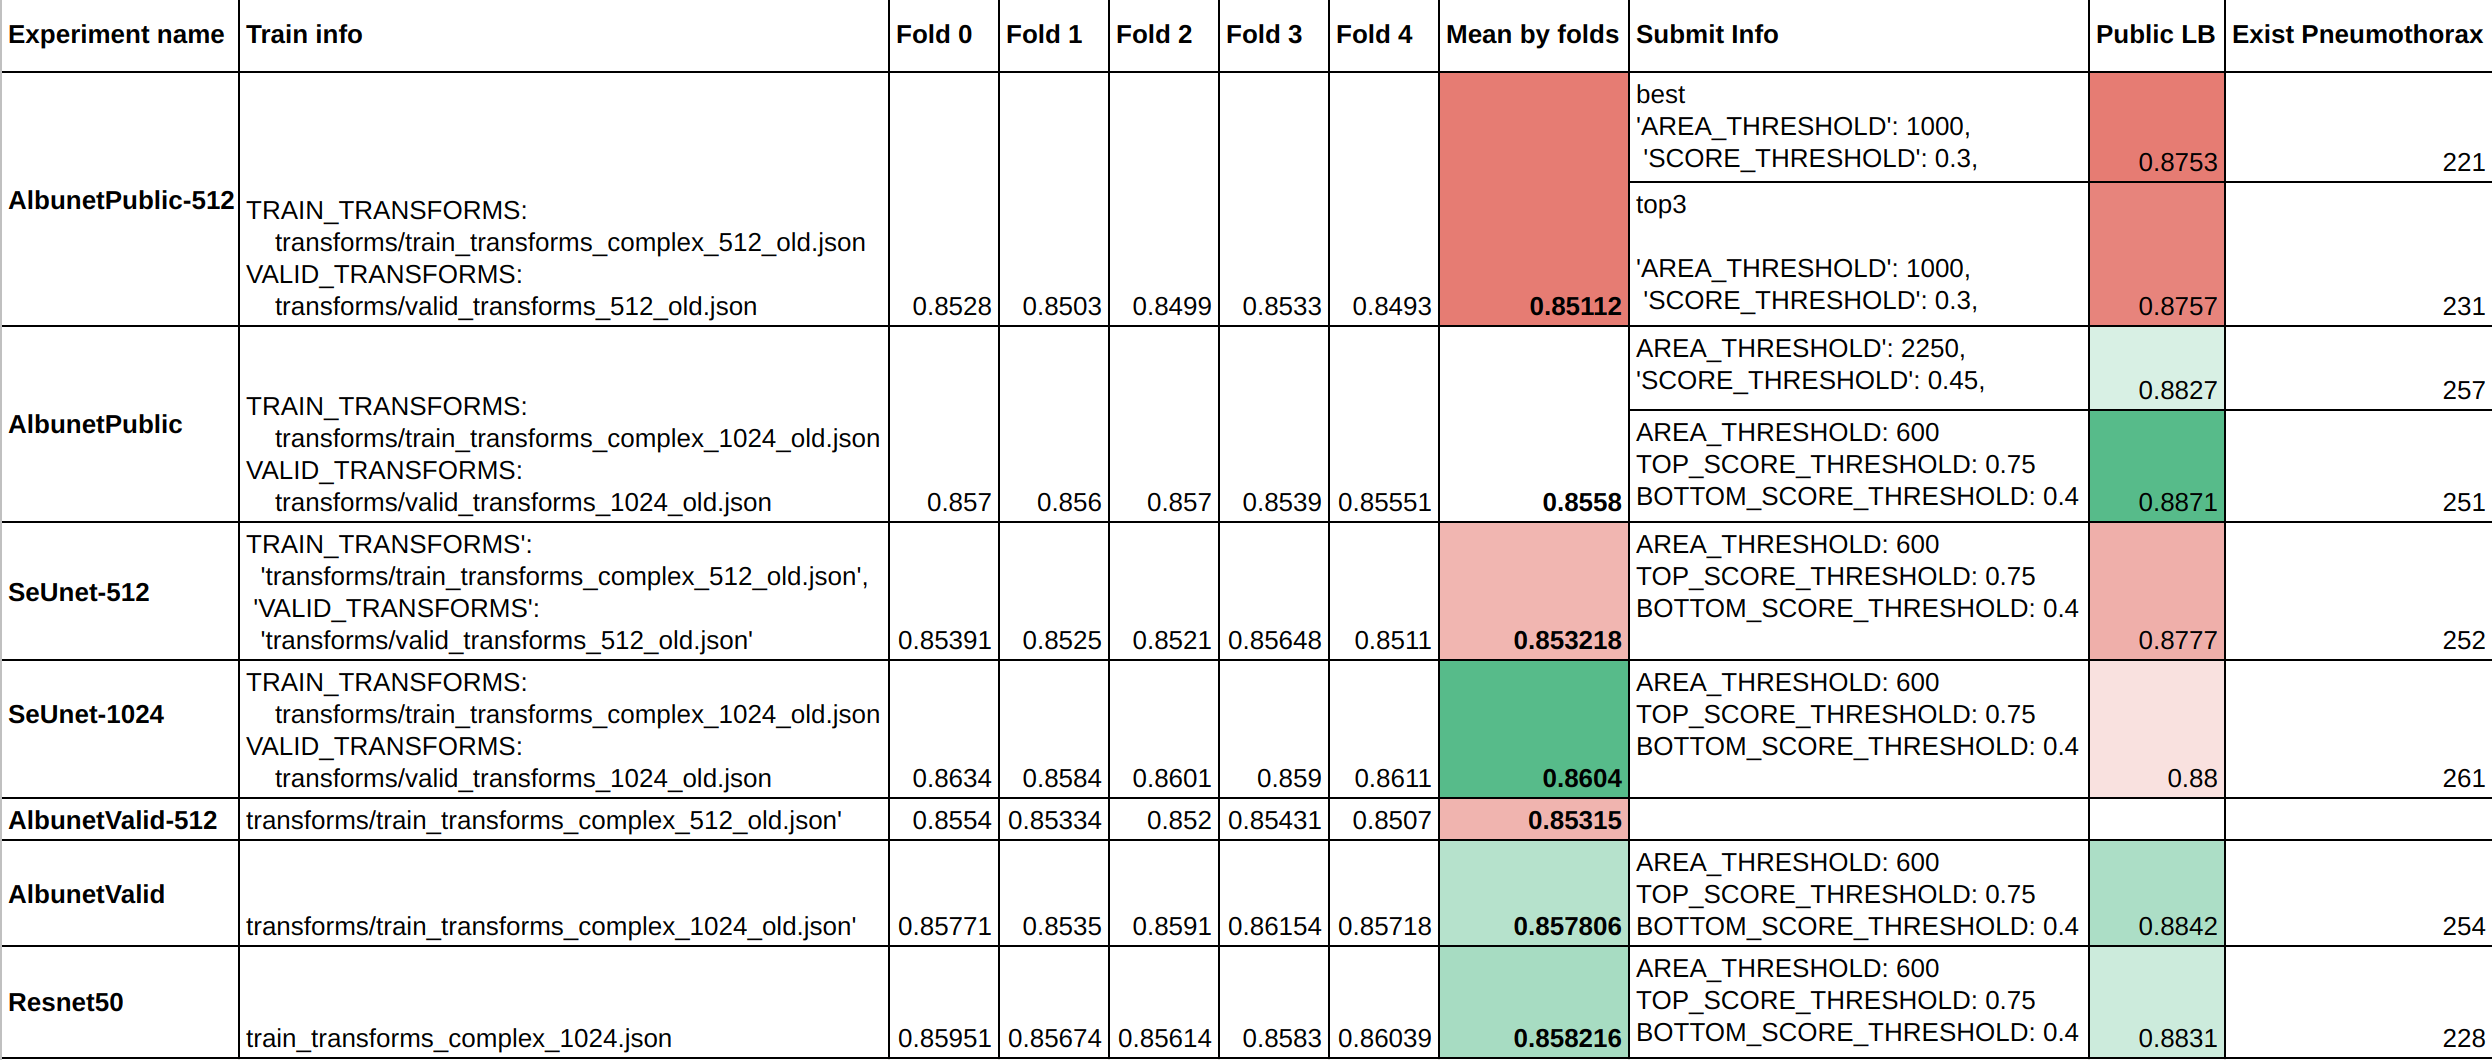 Experiment name Train info Fold 0 Fold 1 Fold 2 Fold 3 Fold 4 Mean by folds Submit Info Public LB Exist Pneumothorax
AlbunetPublic-512
TRAIN_TRANSFORMS:
transforms/train_transforms_complex_512_old.json
VALID_TRANSFORMS:
transforms/valid_transforms_512_old.json
0.8528 0.8503 0.8499 0.8533 0.8493 0.85112
best
'AREA_THRESHOLD': 1000,
'SCORE_THRESHOLD': 0.3,
0.8753 221
top3
'AREA_THRESHOLD': 1000,
'SCORE_THRESHOLD': 0.3,
0.8757 231
AlbunetPublic
TRAIN_TRANSFORMS:
transforms/train_transforms_complex_1024_old.json
VALID_TRANSFORMS:
transforms/valid_transforms_1024_old.json
0.857 0.856 0.857 0.8539 0.85551 0.8558
AREA_THRESHOLD': 2250,
'SCORE_THRESHOLD': 0.45,
0.8827 257
AREA_THRESHOLD: 600
TOP_SCORE_THRESHOLD: 0.75
BOTTOM_SCORE_THRESHOLD: 0.4
0.8871 251
SeUnet-512
TRAIN_TRANSFORMS':
'transforms/train_transforms_complex_512_old.json',
'VALID_TRANSFORMS':
'transforms/valid_transforms_512_old.json'
0.85391 0.8525 0.8521 0.85648 0.8511 0.853218
AREA_THRESHOLD: 600
TOP_SCORE_THRESHOLD: 0.75
BOTTOM_SCORE_THRESHOLD: 0.4
0.8777 252
SeUnet-1024
TRAIN_TRANSFORMS:
transforms/train_transforms_complex_1024_old.json
VALID_TRANSFORMS:
transforms/valid_transforms_1024_old.json
0.8634 0.8584 0.8601 0.859 0.8611 0.8604
AREA_THRESHOLD: 600
TOP_SCORE_THRESHOLD: 0.75
BOTTOM_SCORE_THRESHOLD: 0.4
0.88 261
AlbunetValid-512 transforms/train_transforms_complex_512_old.json' 0.8554 0.85334 0.852 0.85431 0.8507 0.85315
AlbunetValid
transforms/train_transforms_complex_1024_old.json'
0.85771 0.8535 0.8591 0.86154 0.85718 0.857806
AREA_THRESHOLD: 600
TOP_SCORE_THRESHOLD: 0.75
BOTTOM_SCORE_THRESHOLD: 0.4
0.8842 254
Resnet50
train_transforms_complex_1024.json
0.85951 0.85674 0.85614 0.8583 0.86039 0.858216
AREA_THRESHOLD: 600
TOP_SCORE_THRESHOLD: 0.75
BOTTOM_SCORE_THRESHOLD: 0.4
0.8831 228